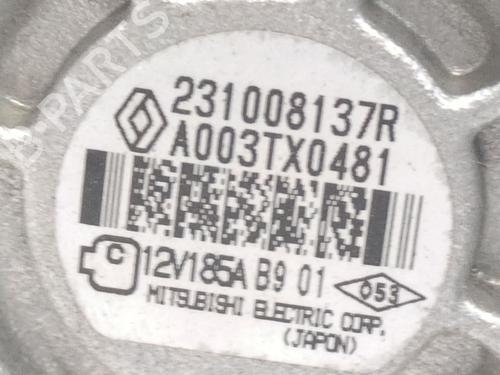 B-PARTS
231008137R
A003TX0481
C 12V185A B9 01 053
MITSUBISHI ELECTRIC CORP.
(JAPON)